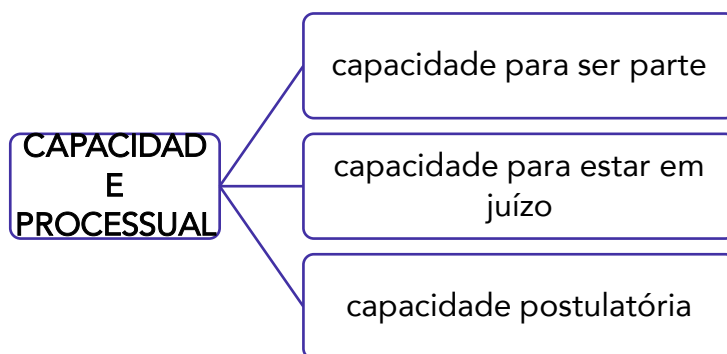 CAPACIDAD
E
PROCESSUAL
capacidade para ser parte
capacidade para estar em
juízo
capacidade postulatória